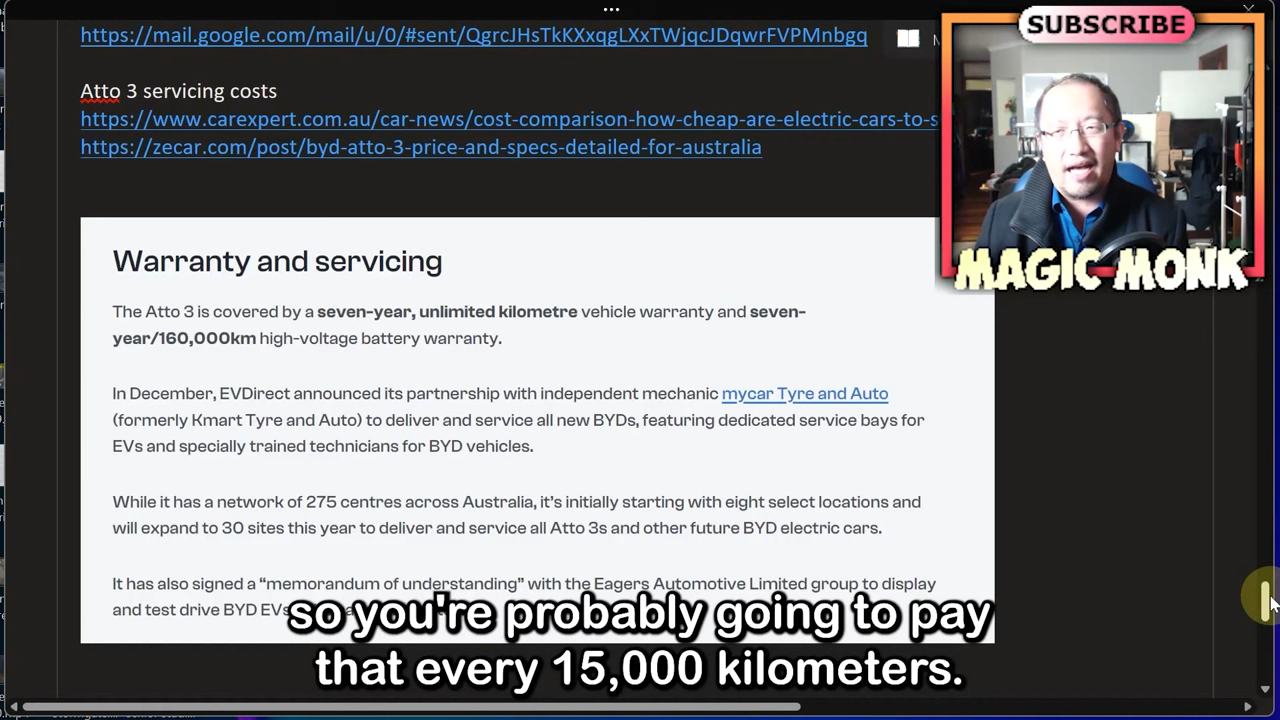 https://mail.google.com/mail/u/0/#sent/QgrcJHsTkKXxqgLXxTWjqcJDqwrFVPMnbgq
SUBSCRIBE
Atto 3 servicing costs
https://www.carexpert.com.au/car-news/cost-comparison-how-cheap-are-electric-cars-to-s
https://zecar.com/post/byd-atto-3-price-and-specs-detailed-for-australia
MAGIC MONK
Warranty and servicing
The Atto 3 is covered by a seven-year, unlimited kilometre vehicle warranty and seven-
year/160,000km high-voltage battery warranty.
In December, EVDirect announced its partnership with independent mechanic mycar Tyre and Auto
(formerly Kmart Tyre and Auto) to deliver and service all new BYDs, featuring dedicated service bays for
EVs and specially trained technicians for BYD vehicles.
While it has a network of 275 centres across Australia, it's initially starting with eight select locations and
will expand to 30 sites this year to deliver and service all Atto 3s and other future BYD electric cars.
It has also signed a "memorandum of understanding" with the Eagers Automotive Limited group to display
and test drive BYD EVs
so you're probably going to pay
that every 15,000 kilometers.